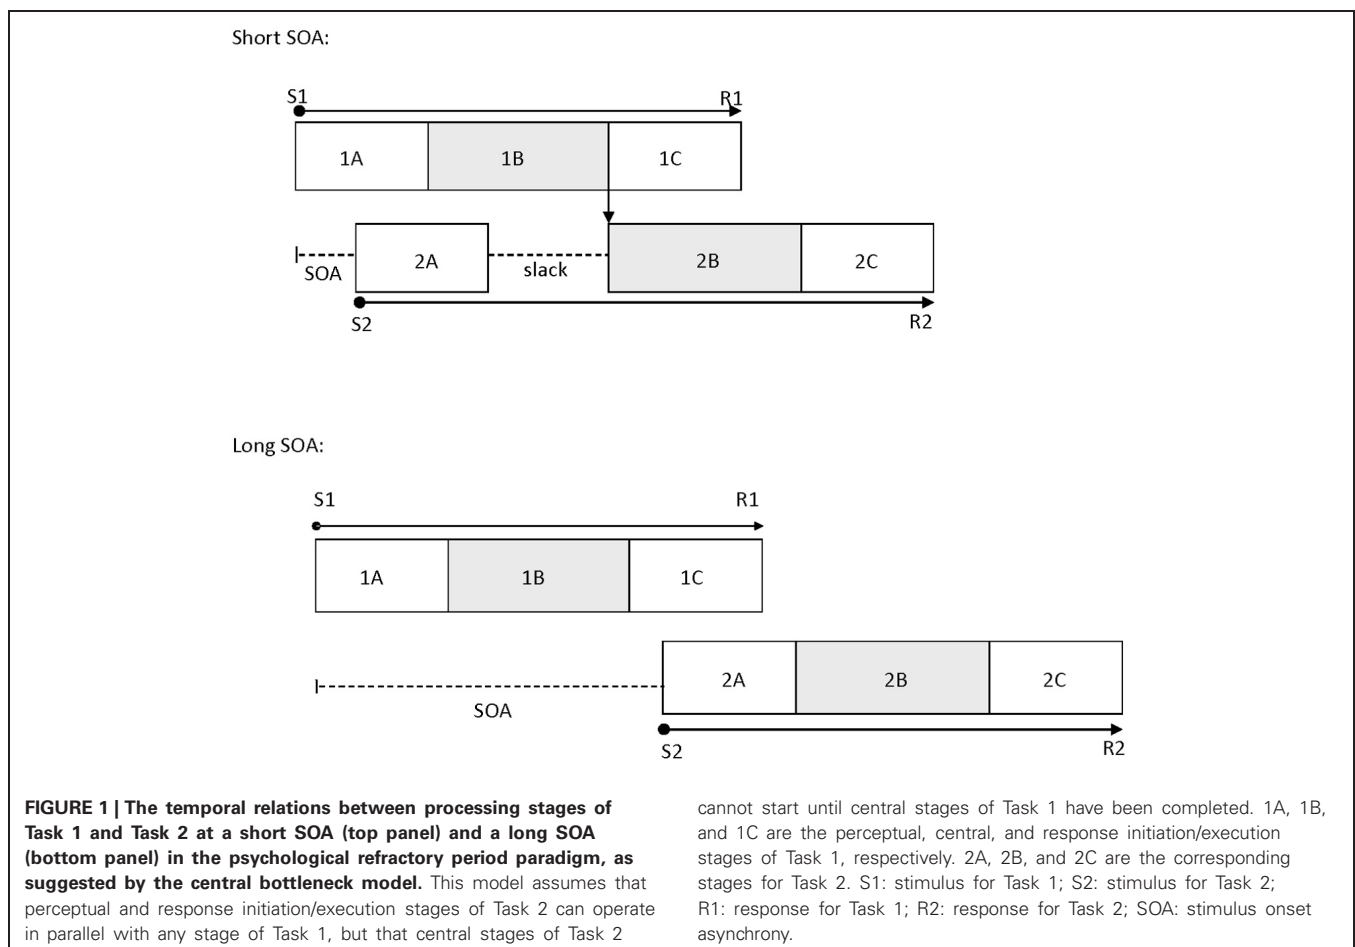 Short SOA:
S1 R1
1A 1B 1C
SOA 2A slack 2B 2C
S2 R2
Long SOA:
S1 R1
1A 1B 1C
2A 2B 2C
SOA
S2 R2
FIGURE 1 | The temporal relations between processing stages of
Task 1 and Task 2 at a short SOA (top panel) and a long SOA
(bottom panel) in the psychological refractory period paradigm, as
suggested by the central bottleneck model. This model assumes that
perceptual and response initiation/execution stages of Task 2 can operate
in parallel with any stage of Task 1, but that central stages of Task 2
cannot start until central stages of Task 1 have been completed. 1A, 1B,
and 1C are the perceptual, central, and response initiation/execution
stages of Task 1, respectively. 2A, 2B, and 2C are the corresponding
stages for Task 2. S1: stimulus for Task 1; S2: stimulus for Task 2;
R1: response for Task 1; R2: response for Task 2; SOA: stimulus onset
asynchrony.